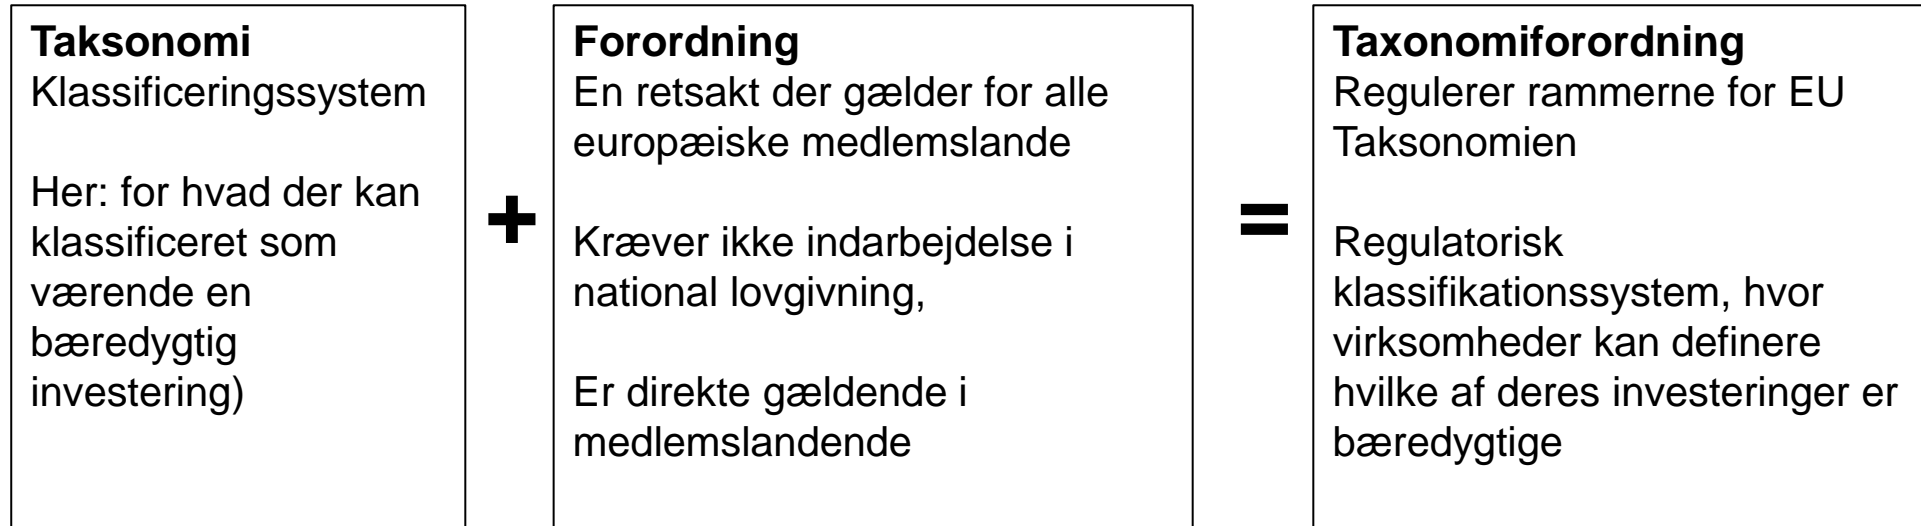 Taksonomi
Klassificeringssystem
Her: for hvad der kan
klassificeret som
værende en
bæredygtig
investering)
+
Forordning
En retsakt der gælder for alle
europæiske medlemslande
Kræver ikke indarbejdelse i
national lovgivning,
Er direkte gældende i
medlemslandende
=
Taxonomiforordning
Regulerer rammerne for EU
Taksonomien
Regulatorisk
klassifikationssystem, hvor
virksomheder kan definere
hvilke af deres investeringer er
bæredygtige